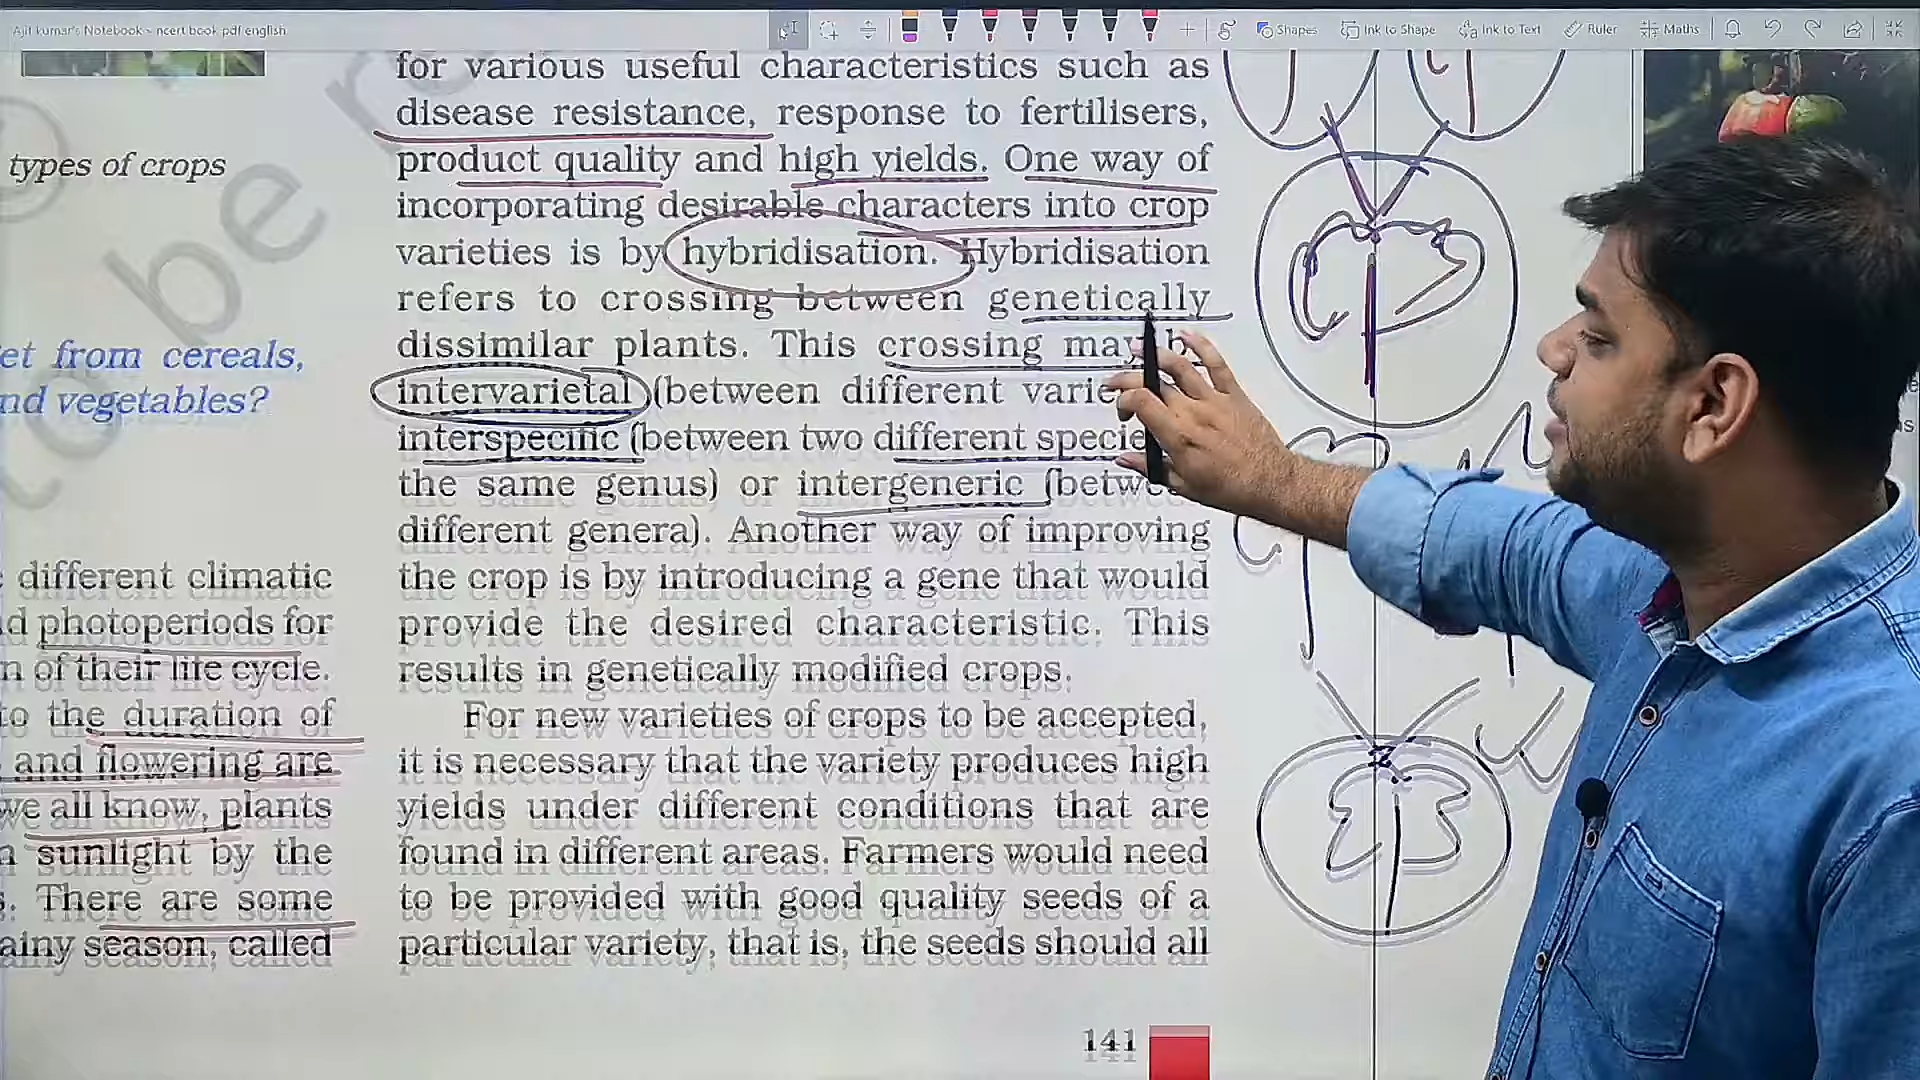 Ajit kumar's Notebook > ncert book pdf english
Shapes
Ink to Shape
Ink to Text
Ruler
Maths
types of crops
et from cereals,
nd vegetables?
different climatic
d photoperiods for
n of their life cycle.
to the duration of
and flowering are
we all know, plants
n sunlight by the
s. There are some
ainy season, called
for various useful characteristics such as
disease resistance, response to fertilisers,
product quality and high yields. One way of
incorporating desirable characters into crop
varieties is by hybridisation. Hybridisation
refers to crossing between genetically
dissimilar plants. This crossing may b
intervarietal (between different varie
interspecific (between two different specie
the same genus) or intergeneric (betwe
different genera). Another way of improving
the crop is by introducing a gene that would
provide the desired characteristic. This
results in genetically modified crops.
For new varieties of crops to be accepted,
it is necessary that the variety produces high
yields under different conditions that are
found in different areas. Farmers would need
to be provided with good quality seeds of a
particular variety, that is, the seeds should all
141
to be r